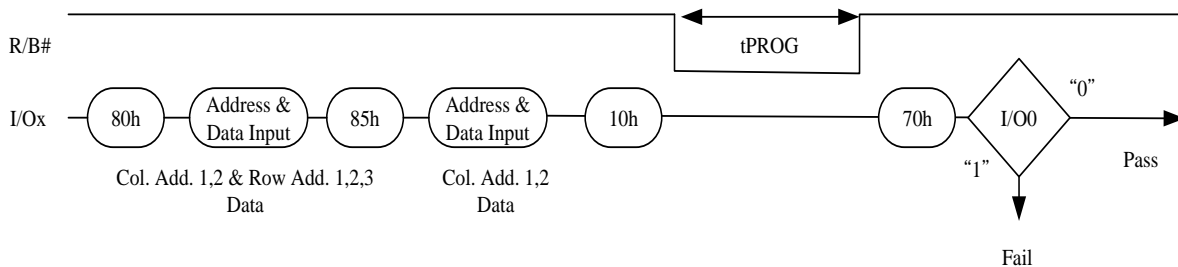 R/B#
tPROG
I/Ox
80h
Address &
Data Input
85h
Address &
Data Input
10h
70h
I/O0
“0”
“1”
Pass
Col. Add. 1,2 & Row Add. 1,2,3
Data
Col. Add. 1,2
Data
Fail